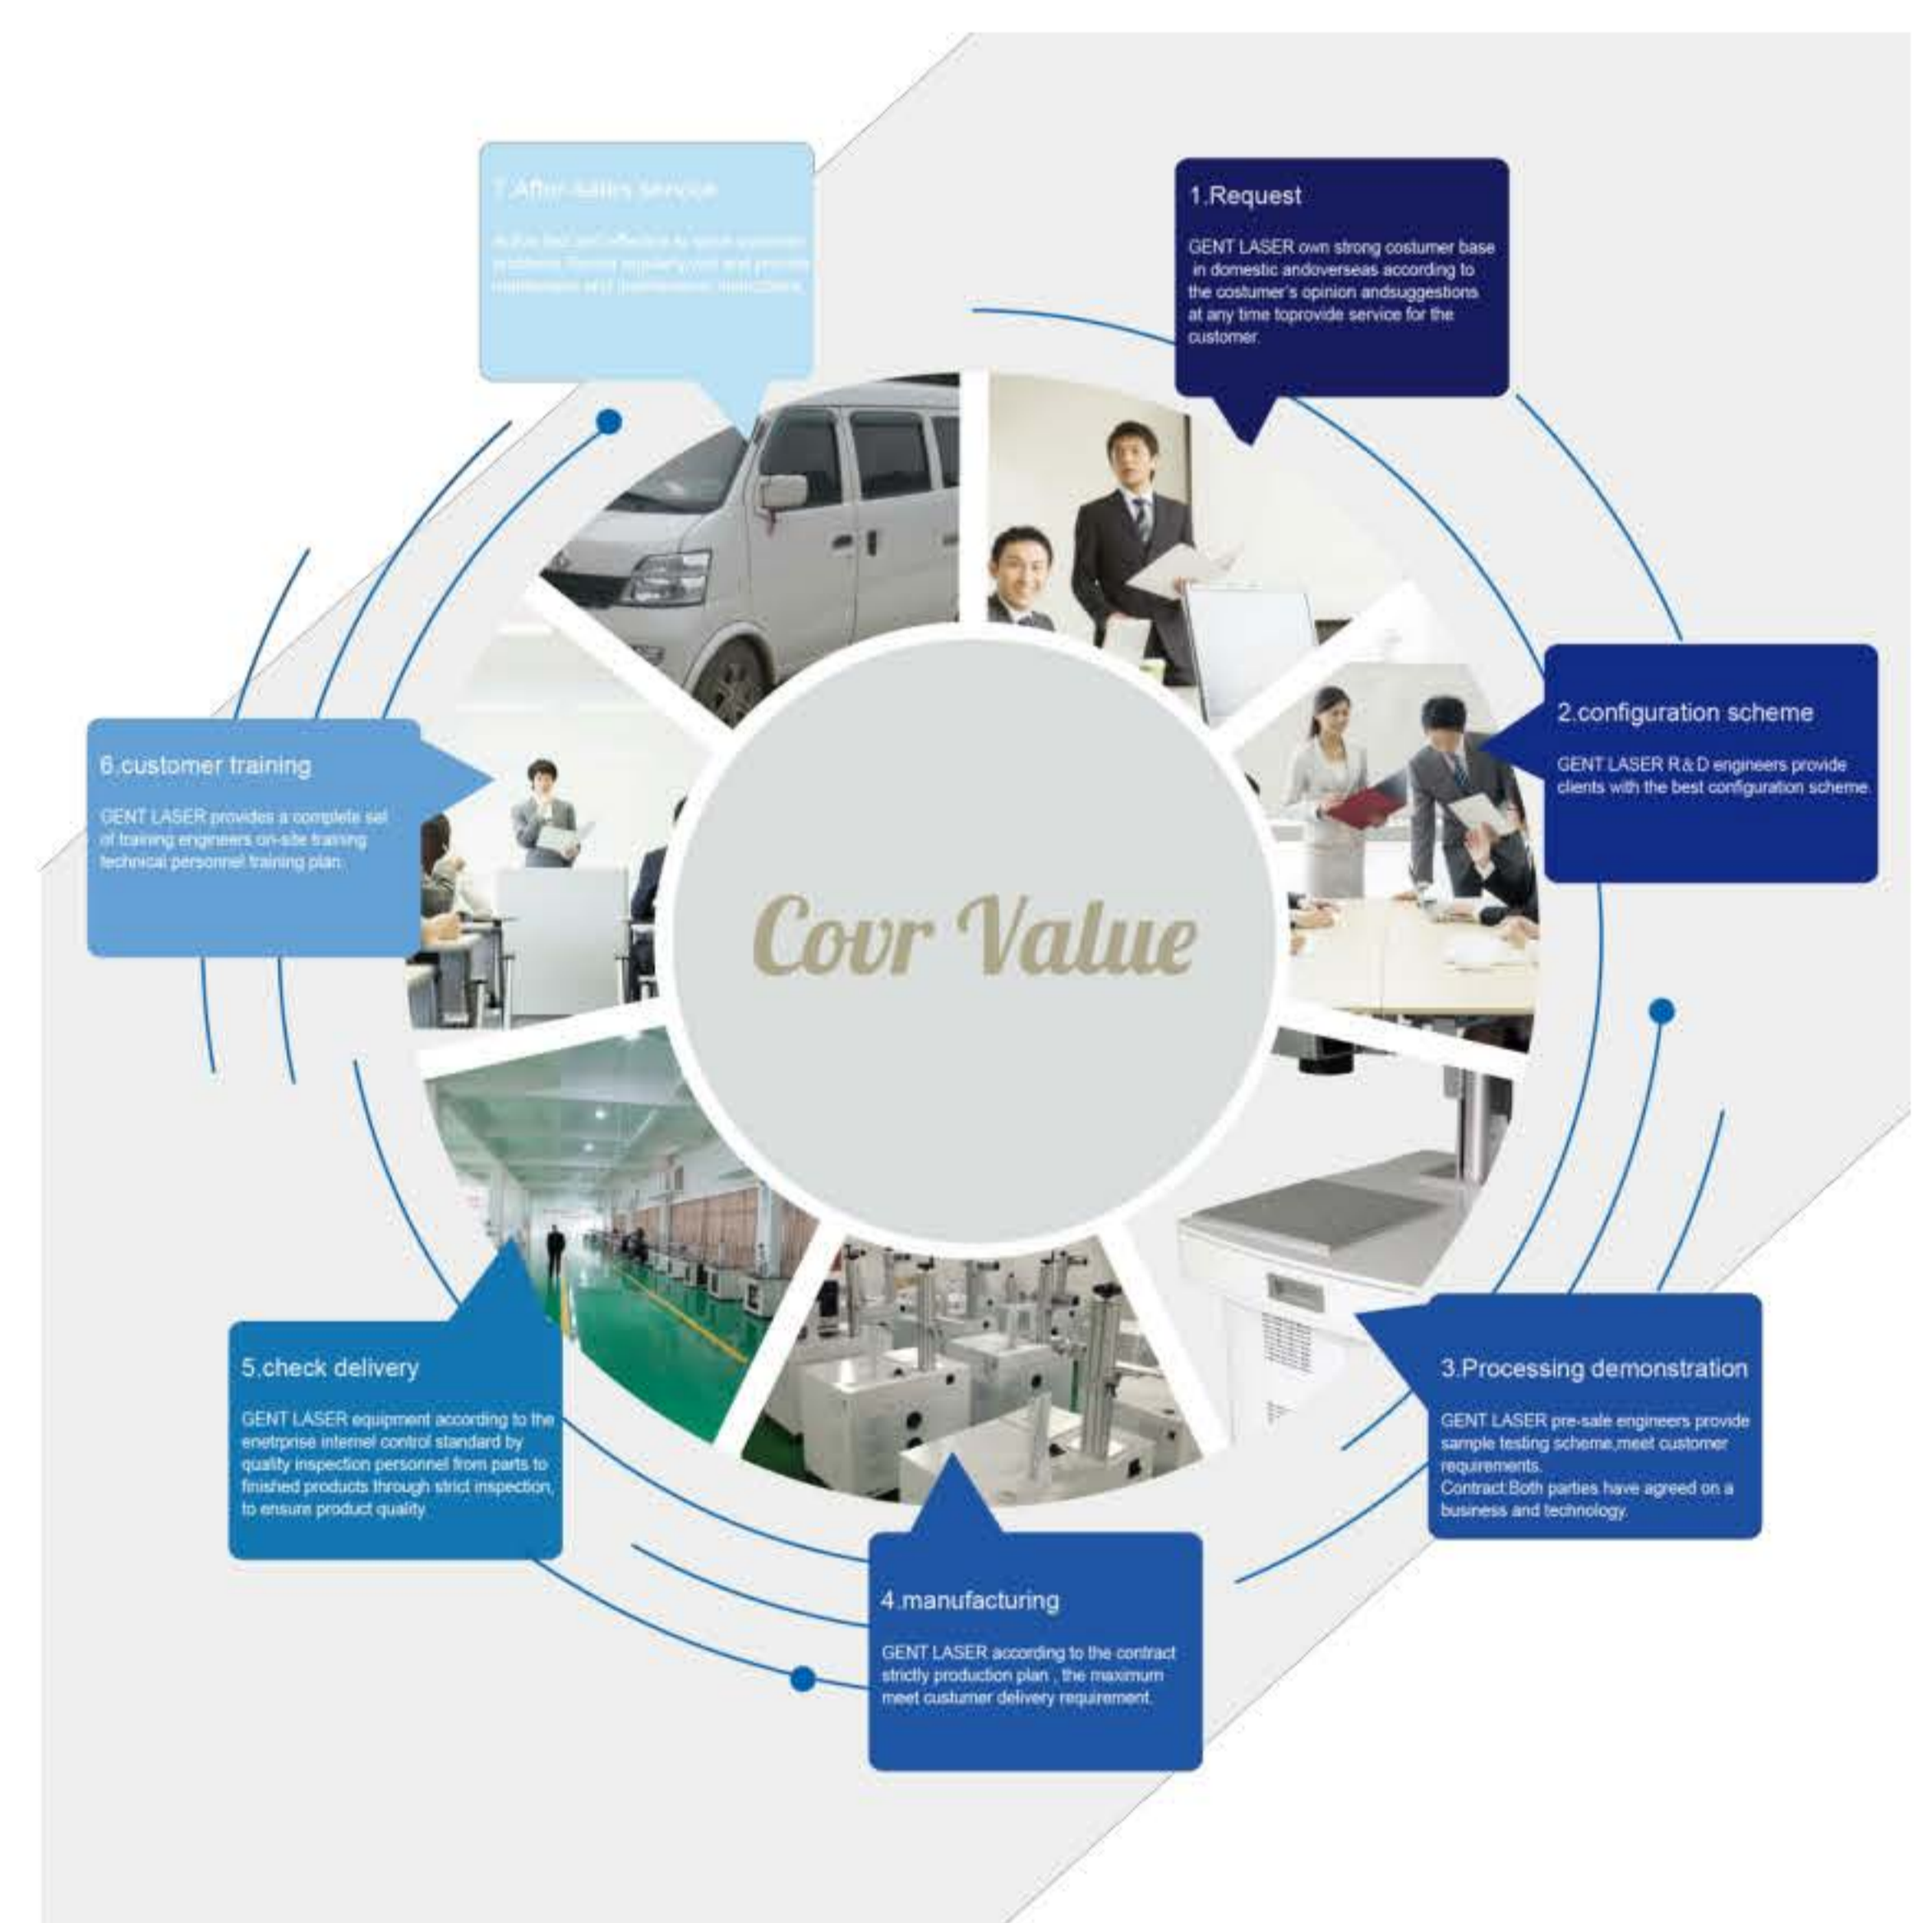 1.Request
GENT LASER own strong costumer base
in domestic andoverseas according to
the costumer's opinion andsuggestions
at any time toprovide service for the
customer.
2.configuration scheme
GENT LASER R&D engineers provide
clients with the best configuration scheme.
3.Processing demonstration
GENT LASER pre-sale engineers provide
sample testing scheme,meet customer
requirements.
Contract:Both parties have agreed on a
business and technology.
4.manufacturing
GENT LASER according to the contract
strictly production plan , the maximum
meet custumer delivery requirement.
5.check delivery
GENT LASER equipment according to the
enetrprise internel control standard by
quality inspection personnel from parts to
finished products through strict inspection,
to ensure product quality.
6.customer training
GENT LASER provides a complete set
of training engineers on-site training
technical personnel training plan.
7.After-sales service
Covr Value